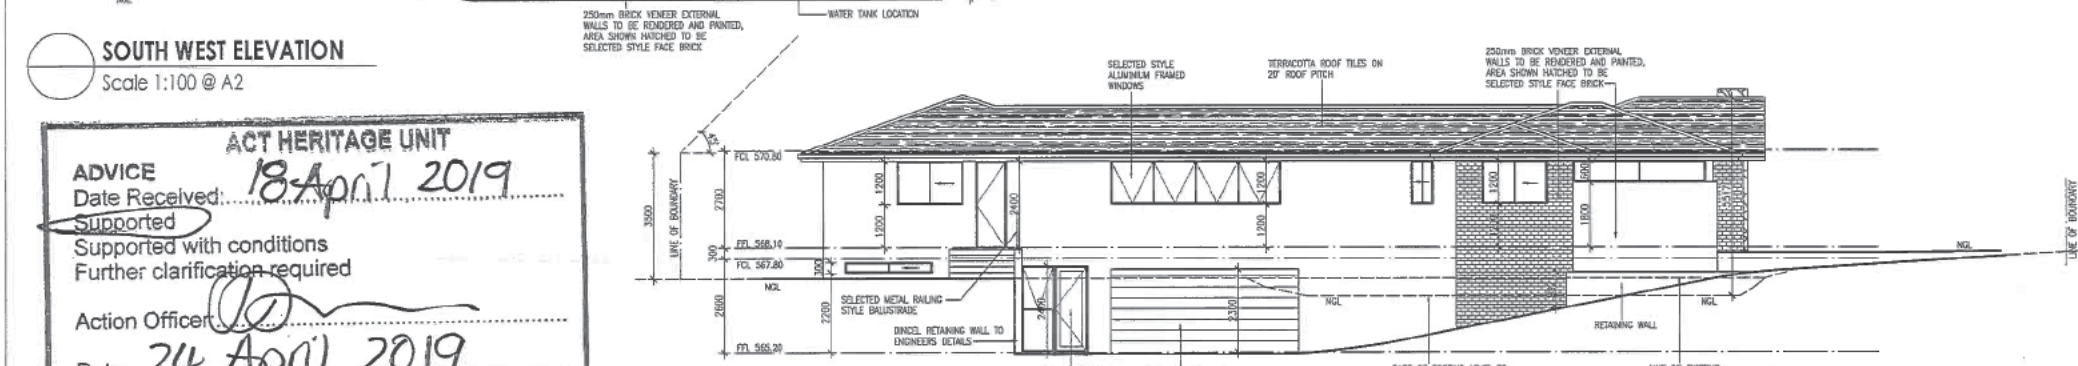 250mm BRICK VENEER EXTERNAL
WALLS TO BE RENDERED AND PAINTED,
AREA SHOWN HATCHED TO BE
SELECTED STYLE FACE BRICK
WATER TANK LOCATION
SOUTH WEST ELEVATION
Scale 1:100 @ A2
ACT HERITAGE UNIT
ADVICE
Date Received: 18 April 2019
Supported
Supported with conditions
Further clarification required
Action Officer
24 April 2019
SELECTED STYLE
ALUMINIUM FRAMED
WINDOWS
TERRACOTTA ROOF TILES ON
20° ROOF PITCH
250mm BRICK VENEER EXTERNAL
WALLS TO BE RENDERED AND PAINTED,
AREA SHOWN HATCHED TO BE
SELECTED STYLE FACE BRICK
45°
FCL 570.80
LINE OF BOUNDARY
3500
2700
1200
1200
2400
1200
1200
1200
1200
600
1800
5517
LINE OF BOUNDARY
FFL 568.10
300
FCL 567.80
300
NGL
NGL
2600
2200
SELECTED METAL RAILING
STYLE BALUSTRADE
2400
2300
NGL
NGL
DINCEL RETAINING WALL TO
ENGINEERS DETAILS
RETAINING WALL
FFL 565.20